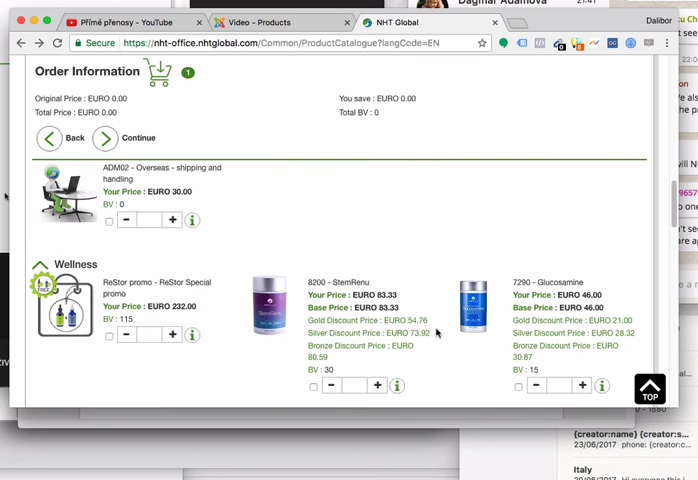 Dagmar Adamova
21:41
Přímé přenosy - YouTube
Video - Products
NHT Global
Dalibor
Secure https://nht-office.nhtglobal.com/Common/ProductCatalogue?langCode=EN
Order Information 1
Original Price : EURO 0.00
You save : EURO 0.00
Total Price : EURO 0.00
Total BV : 0
Back
Continue
ADM02 - Overseas - shipping and
handling
Your Price : EURO 30.00
BV : 0
Wellness
ReStor promo - ReStor Special
promo
Your Price : EURO 232.00
BV : 115
8200 - StemRenu
Your Price : EURO 83.33
Base Price : EURO 83.33
Gold Discount Price : EURO 54.76
Silver Discount Price : EURO 73.92
Bronze Discount Price : EURO
80.59
BV : 30
7290 - Glucosamine
Your Price : EURO 46.00
Base Price : EURO 46.00
Gold Discount Price : EURO 21.00
Silver Discount Price : EURO 28.32
Bronze Discount Price : EURO
30.87
BV : 15
TOP
{creator:name} {creator:s...
23/06/2017 phone: {creator:c...
Italy